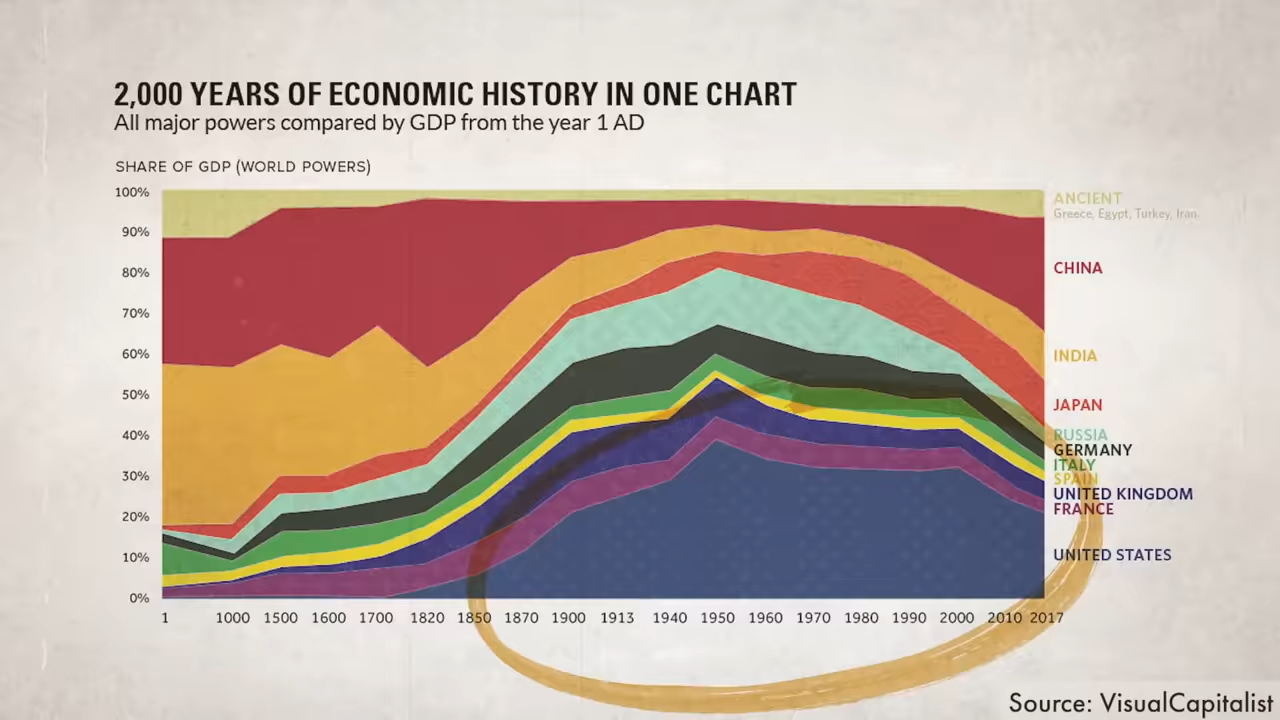 2,000 YEARS OF ECONOMIC HISTORY IN ONE CHART
All major powers compared by GDP from the year 1 AD
SHARE OF GDP (WORLD POWERS)
100%
90%
80%
70%
60%
50%
40%
30%
20%
10%
0%
1 1000 1500 1600 1700 1820 1850 1870 1900 1913 1940 1950 1960 1970 1980 1990 2000 2010 2017
ANCIENT
Greece, Egypt, Turkey, Iran
CHINA
INDIA
JAPAN
RUSSIA
GERMANY
ITALY
SPAIN
UNITED KINGDOM
FRANCE
UNITED STATES
Source: VisualCapitalist